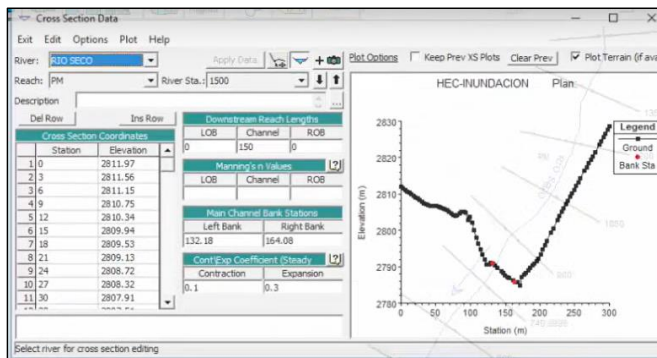 Cross Section Data
Exit Edit Options Plot Help
River: RIO SECO Apply Data Plot Options Keep Prev XS Plots Clear Prev Plot Terrain (if ava
Reach: PM River Sta.: 1500
Description
Del Row Ins Row
Cross Section Coordinates
Station Elevation
1 0 2811.97
2 3 2811.56
3 6 2811.15
4 9 2810.75
5 12 2810.34
6 15 2809.94
7 18 2809.53
8 21 2809.13
9 24 2808.72
10 27 2808.32
11 30 2807.91
Downstream Reach Lengths
LOB Channel ROB
0 150 0
Manning's n Values
LOB Channel ROB
Main Channel Bank Stations
Left Bank Right Bank
132.18 164.08
Cont\Exp Coefficient (Steady
Contraction Expansion
0.1 0.3
HEC-INUNDACION Plan
Legend
Ground
Bank Sta
Elevation (m)
2830
2820
2810
2800
2790
2780
0 50 100 150 200 250 300
Station (m)
Select river for cross section editing